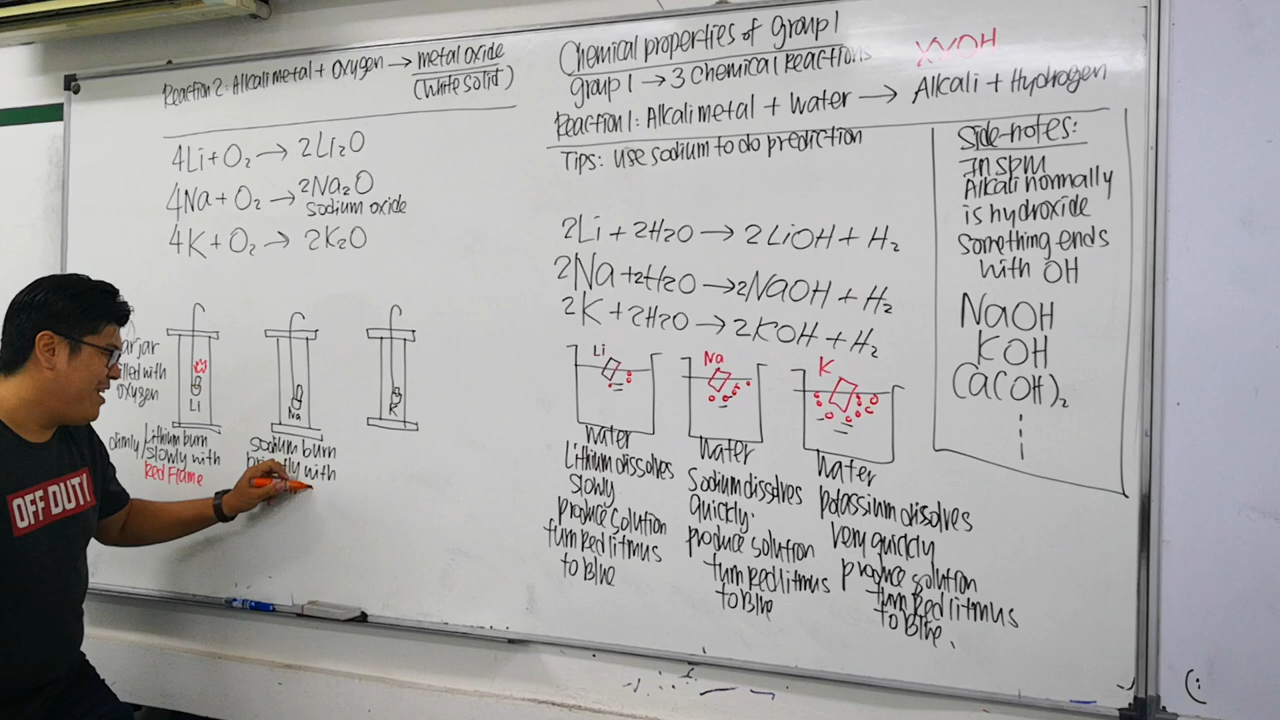 Reaction 2: Alkali metal + Oxygen → metal oxide
(White solid)
4Li + O₂ → 2Li₂O
4Na + O₂ → 2Na₂O
sodium oxide
4K + O₂ → 2K₂O
with
oxygen
Li
Na
K
dimly/Lithium burn
slowly with
Red Flame
sodium burn
brightly with
OFF DUTY
Chemical properties of Group 1
group 1 → 3 Chemical Reactions
XXOH
Reaction 1: Alkali metal + Water → Alkali + Hydrogen
Tips: use sodium to do prediction
2Li + 2H₂O → 2LiOH + H₂
2Na + 2H₂O → 2NaOH + H₂
2K + 2H₂O → 2KOH + H₂
Li
Na
K
Water
Lithium dissolves
slowly
produce solution
turn Red litmus
to Blue
Water
Sodium dissolves
Quickly.
produce solution
turn Red litmus
to Blue
Water
potassium dissolves
very quickly
produce solution
turn Red litmus
to Blue.
Side-notes:
In spm
Alkali normally
is hydroxide
something ends
with OH
NaOH
KOH
Ca(OH)₂
(: